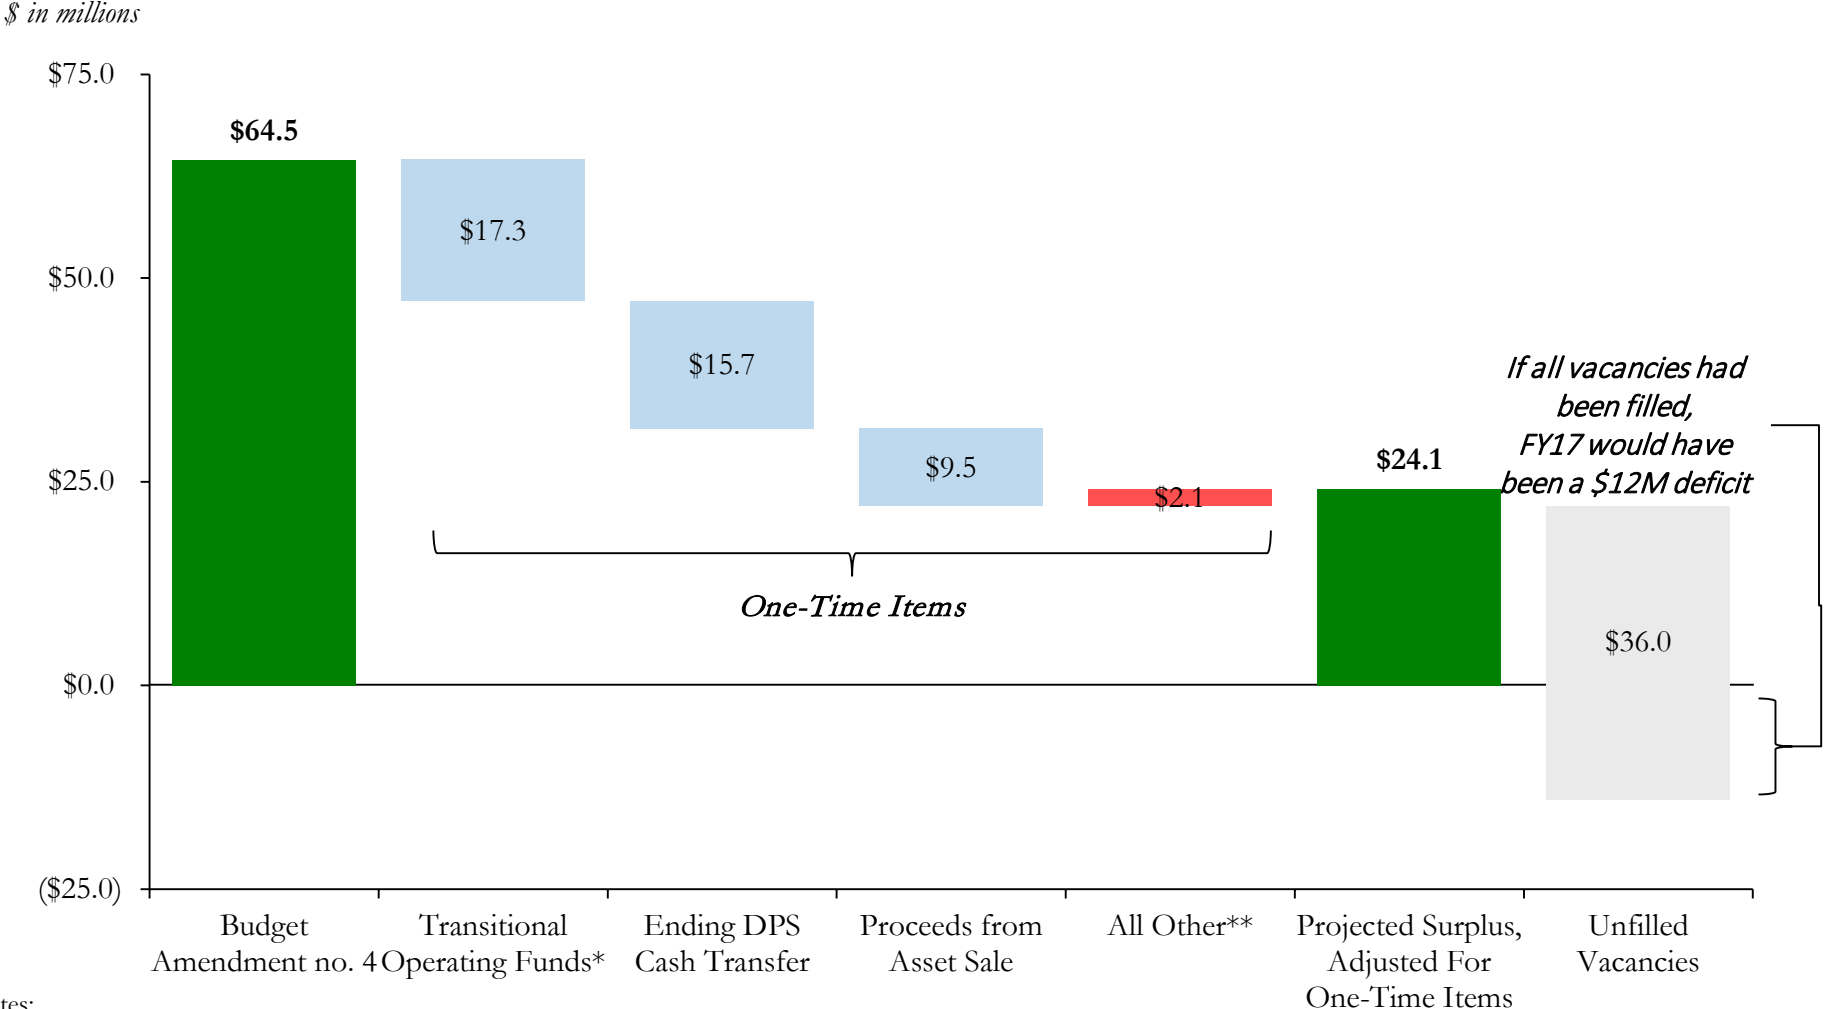 $ in millions
$75.0
$64.5
$17.3
$50.0
$15.7
If all vacancies had
been filled,
FY17 would have
been a $12M deficit
$24.1
$9.5
$25.0
$2.1
One-Time Items
$36.0
$0.0
($25.0)
Budget
Amendment no. 4
Transitional
Operating Funds*
Ending DPS
Cash Transfer
Proceeds from
Asset Sale
All Other**
Projected Surplus,
Adjusted For
One-Time Items
Unfilled
Vacancies